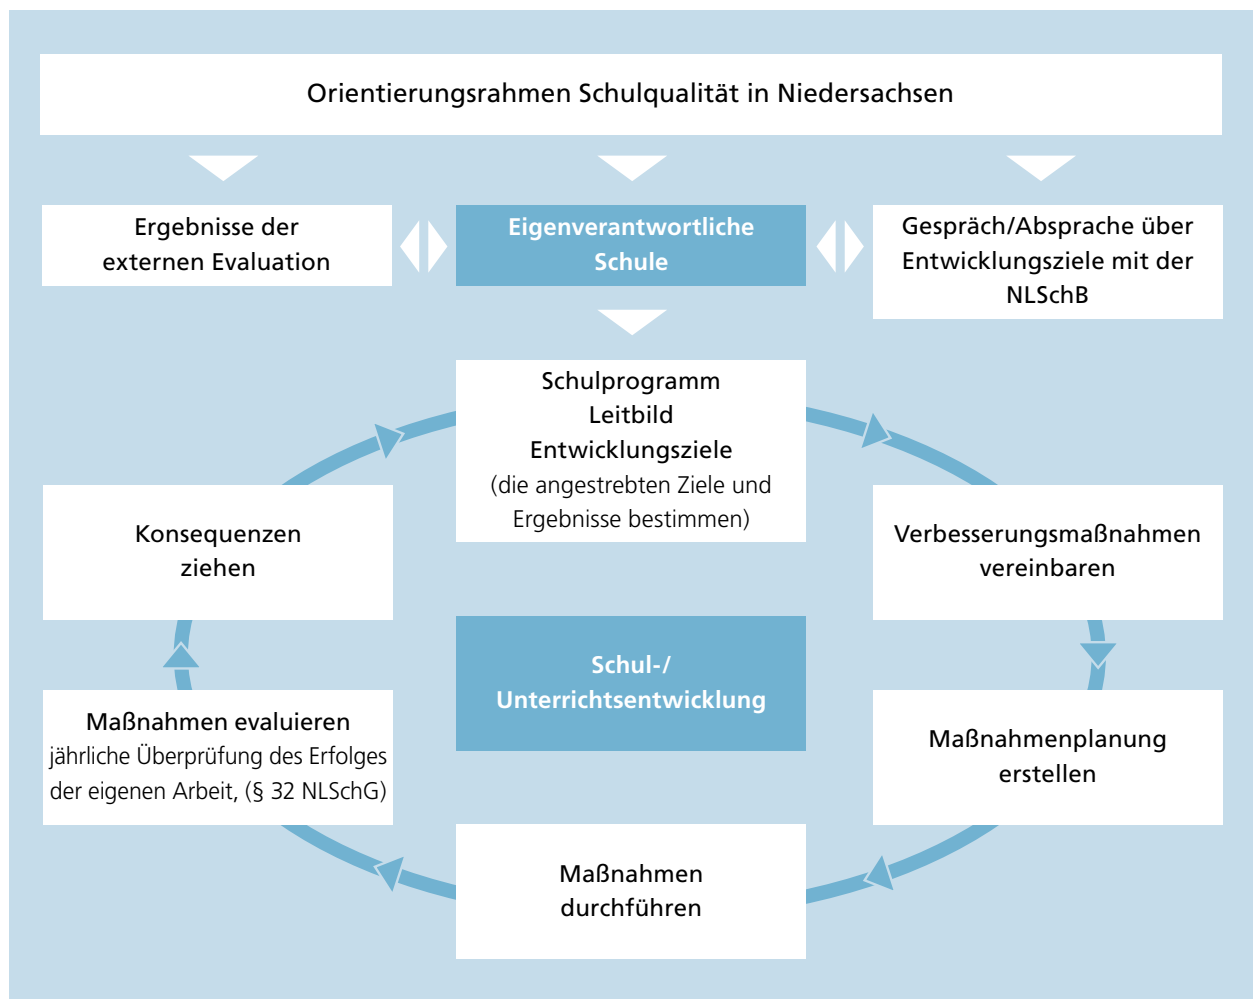 Orientierungsrahmen Schulqualität in Niedersachsen
Ergebnisse der
externen Evaluation
Eigenverantwortliche
Schule
Gespräch/Absprache über
Entwicklungsziele mit der
NLSchB
Schulprogramm
Leitbild
Entwicklungsziele
(die angestrebten Ziele und
Ergebnisse bestimmen)
Konsequenzen
ziehen
Verbesserungsmaßnahmen
vereinbaren
Schul-/
Unterrichtsentwicklung
Maßnahmen evaluieren
jährliche Überprüfung des Erfolges
der eigenen Arbeit, (§ 32 NLSchG)
Maßnahmenplanung
erstellen
Maßnahmen
durchführen